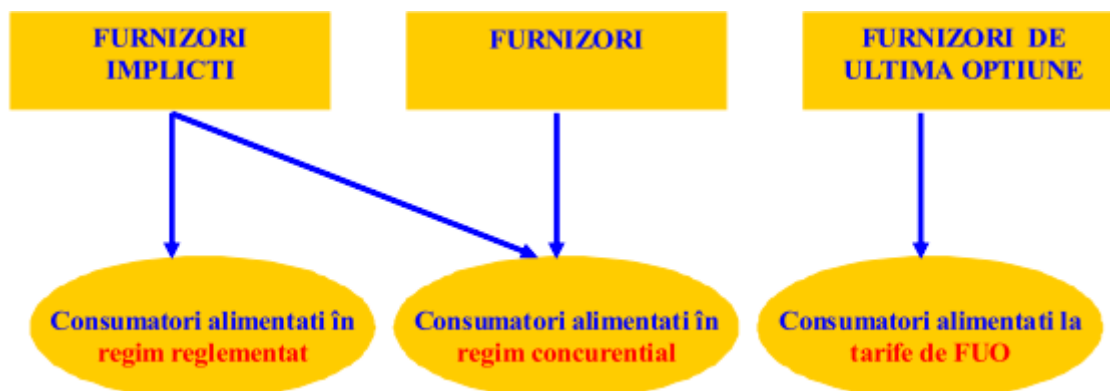 FURNIZORI
IMPLICTI
FURNIZORI
FURNIZORI DE
ULTIMA OPTIUNE
Consumatori alimentati în
regim reglementat
Consumatori alimentati în
regim concurential
Consumatori alimentati la
tarife de FUO